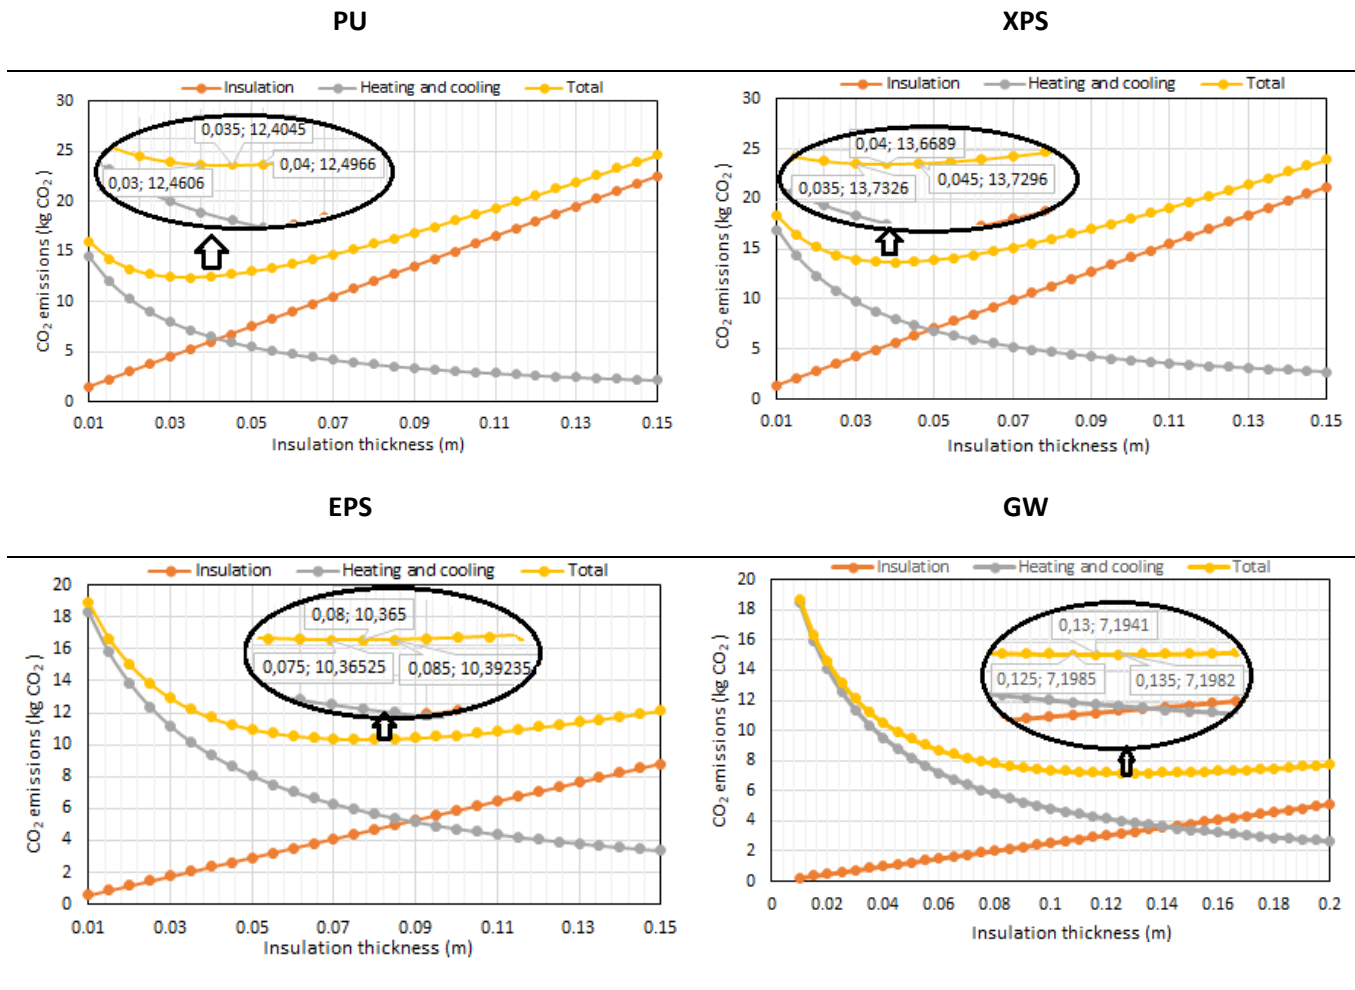 PU
Insulation Heating and cooling Total
30
25
20
15
10
5
0
CO₂ emissions (kg CO₂)
0,035; 12,4045
0,04; 12,4966
0,03; 12,4606
0.01 0.03 0.05 0.07 0.09 0.11 0.13 0.15
Insulation thickness (m)
XPS
Insulation Heating and cooling Total
30
25
20
15
10
5
0
CO₂ emissions (kg CO₂)
0,04; 13,6689
0,035; 13,7326
0,045; 13,7296
0.01 0.03 0.05 0.07 0.09 0.11 0.13 0.15
Insulation thickness (m)
EPS
Insulation Heating and cooling Total
20
18
16
14
12
10
8
6
4
2
0
CO₂ emissions (kg CO₂)
0,08; 10,365
0,075; 10,36525
0,085; 10,39235
0.01 0.03 0.05 0.07 0.09 0.11 0.13 0.15
Insulation thickness (m)
GW
Insulation Heating and cooling Total
20
18
16
14
12
10
8
6
4
2
0
CO₂ emissions (kg CO₂)
0,13; 7,1941
0,125; 7,1985
0,135; 7,1982
0 0.02 0.04 0.06 0.08 0.1 0.12 0.14 0.16 0.18 0.2
Insulation thickness (m)